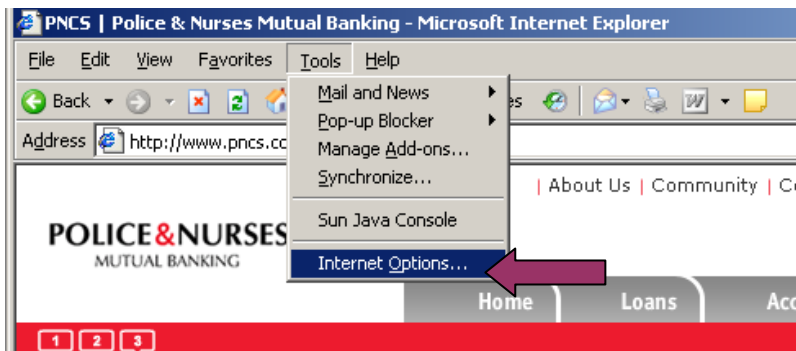 PNCS | Police & Nurses Mutual Banking - Microsoft Internet Explorer
File Edit View Favorites Tools Help
Back
Address http://www.pncs.cc
Mail and News
Pop-up Blocker
Manage Add-ons...
Synchronize...
Sun Java Console
Internet Options...
| About Us | Community | C
POLICE&NURSES
MUTUAL BANKING
Home Loans Acc
1 2 3